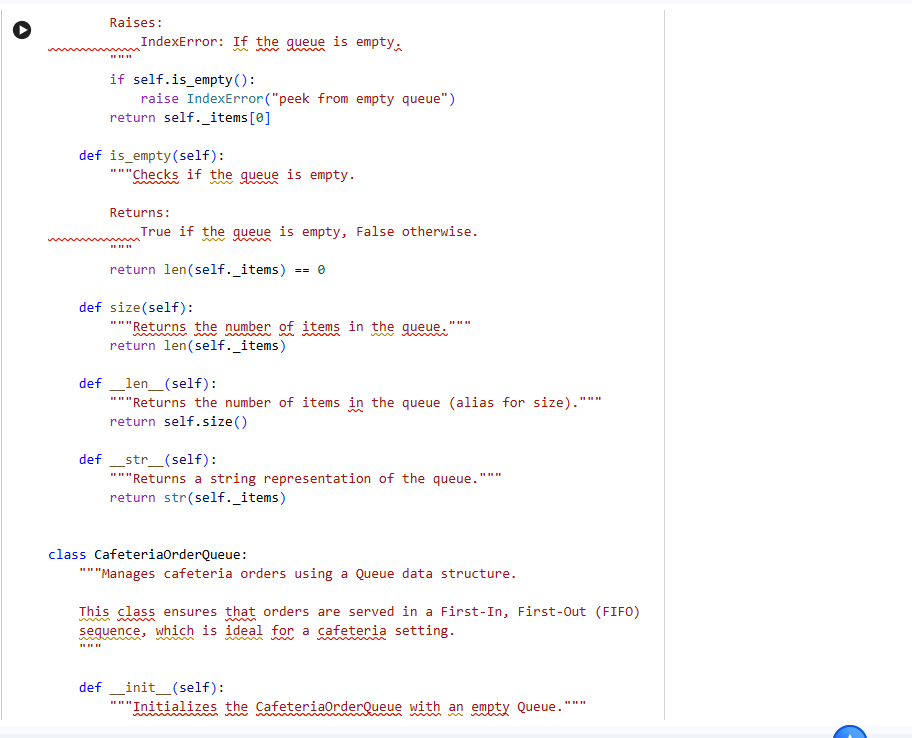 Raises:
IndexError: If the queue is empty.
"""
if self.is_empty():
raise IndexError("peek from empty queue")
return self._items[0]
def is_empty(self):
"""Checks if the queue is empty.
Returns:
True if the queue is empty, False otherwise.
"""
return len(self._items) == 0
def size(self):
"""Returns the number of items in the queue."""
return len(self._items)
def __len__(self):
"""Returns the number of items in the queue (alias for size)."""
return self.size()
def __str__(self):
"""Returns a string representation of the queue."""
return str(self._items)
class CafeteriaOrderQueue:
"""Manages cafeteria orders using a Queue data structure.
This class ensures that orders are served in a First-In, First-Out (FIFO)
sequence, which is ideal for a cafeteria setting.
"""
def __init__(self):
"""Initializes the CafeteriaOrderQueue with an empty Queue."""